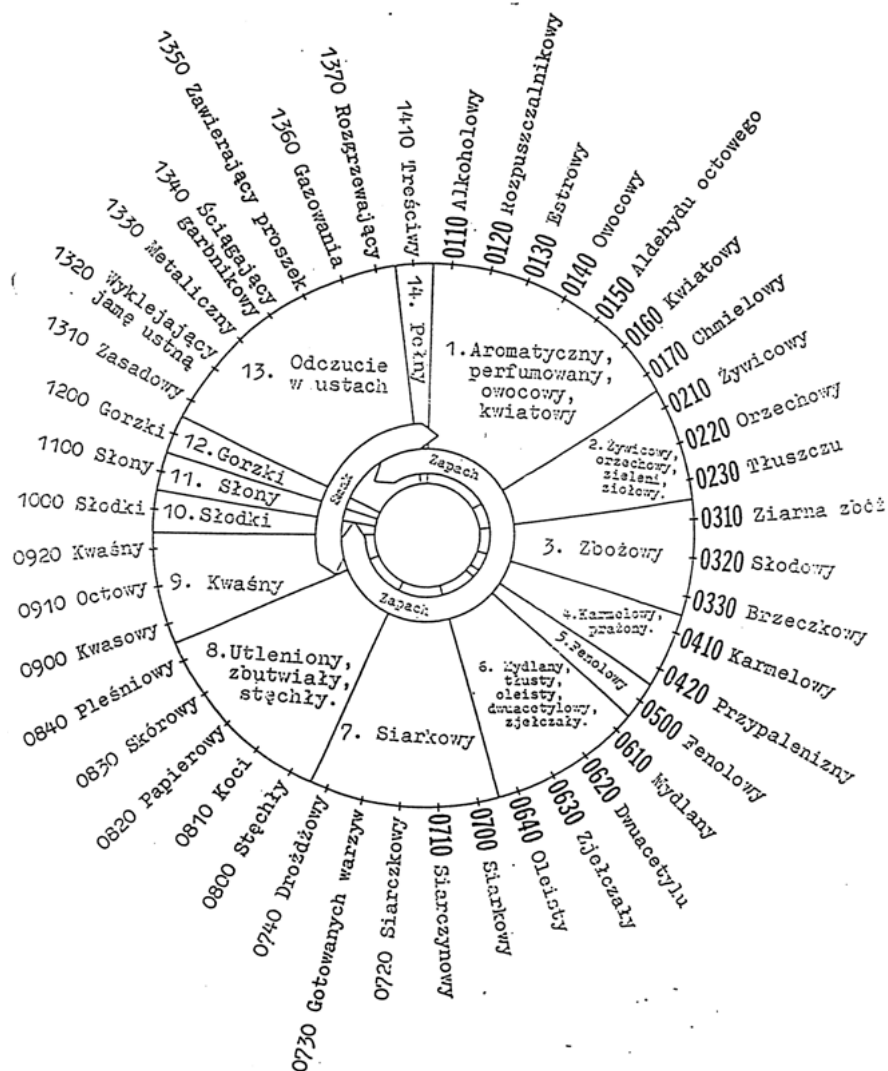 0110 Alkoholowy
0120 Rozpuszczalnikowy
0130 Estrowy
0140 Owocowy
0150 Aldehydu octowego
0160 Kwiatowy
0170 Chmielowy
0210 Żywicowy
0220 Orzechowy
0230 Tłuszczu
0310 Ziarna zbóż
0320 Słodowy
0330 Brzeczkowy
0410 Karmelowy
0420 Przypalenizny
0500 Fenolowy
0610 Mydlany
0620 Dwuacetylu
0630 Zjełczały
0640 Oleisty
0700 Siarkowy
0710 Siarczynowy
0720 Siarczkowy
0730 Gotowanych warzyw
0740 Drożdżowy
0800 Stęchły
0810 Koci
0820 Papierowy
0830 Skórowy
0840 Pleśniowy
0900 Kwasowy
0910 Octowy
0920 Kwaśny
1000 Słodki
1100 Słony
1200 Gorzki
1310 Zasadowy
1320 Wyklejający
jamę ustną
1330 Metaliczny
1340 Ściągający
garbnikowy
1350 Zawierający proszek
1360 Gazowania
1370 Rozgrzewający
1410 Treściwy
1. Aromatyczny,
perfumowany,
owocowy,
kwiatowy
2. Żywicowy,
orzechowy,
zieleni,
ziołowy.
3. Zbożowy
4. Karmelowy,
prażony.
5. Fenolowy
6. Mydlany,
tłusty,
oleisty,
dwuacetylowy,
zjełczały.
7. Siarkowy
8. Utleniony,
zbutwiały,
stęchły.
9. Kwaśny
10. Słodki
11. Słony
12. Gorzki
13. Odczucie
w ustach
14. Pełny
Zapach
Smak
Zapach